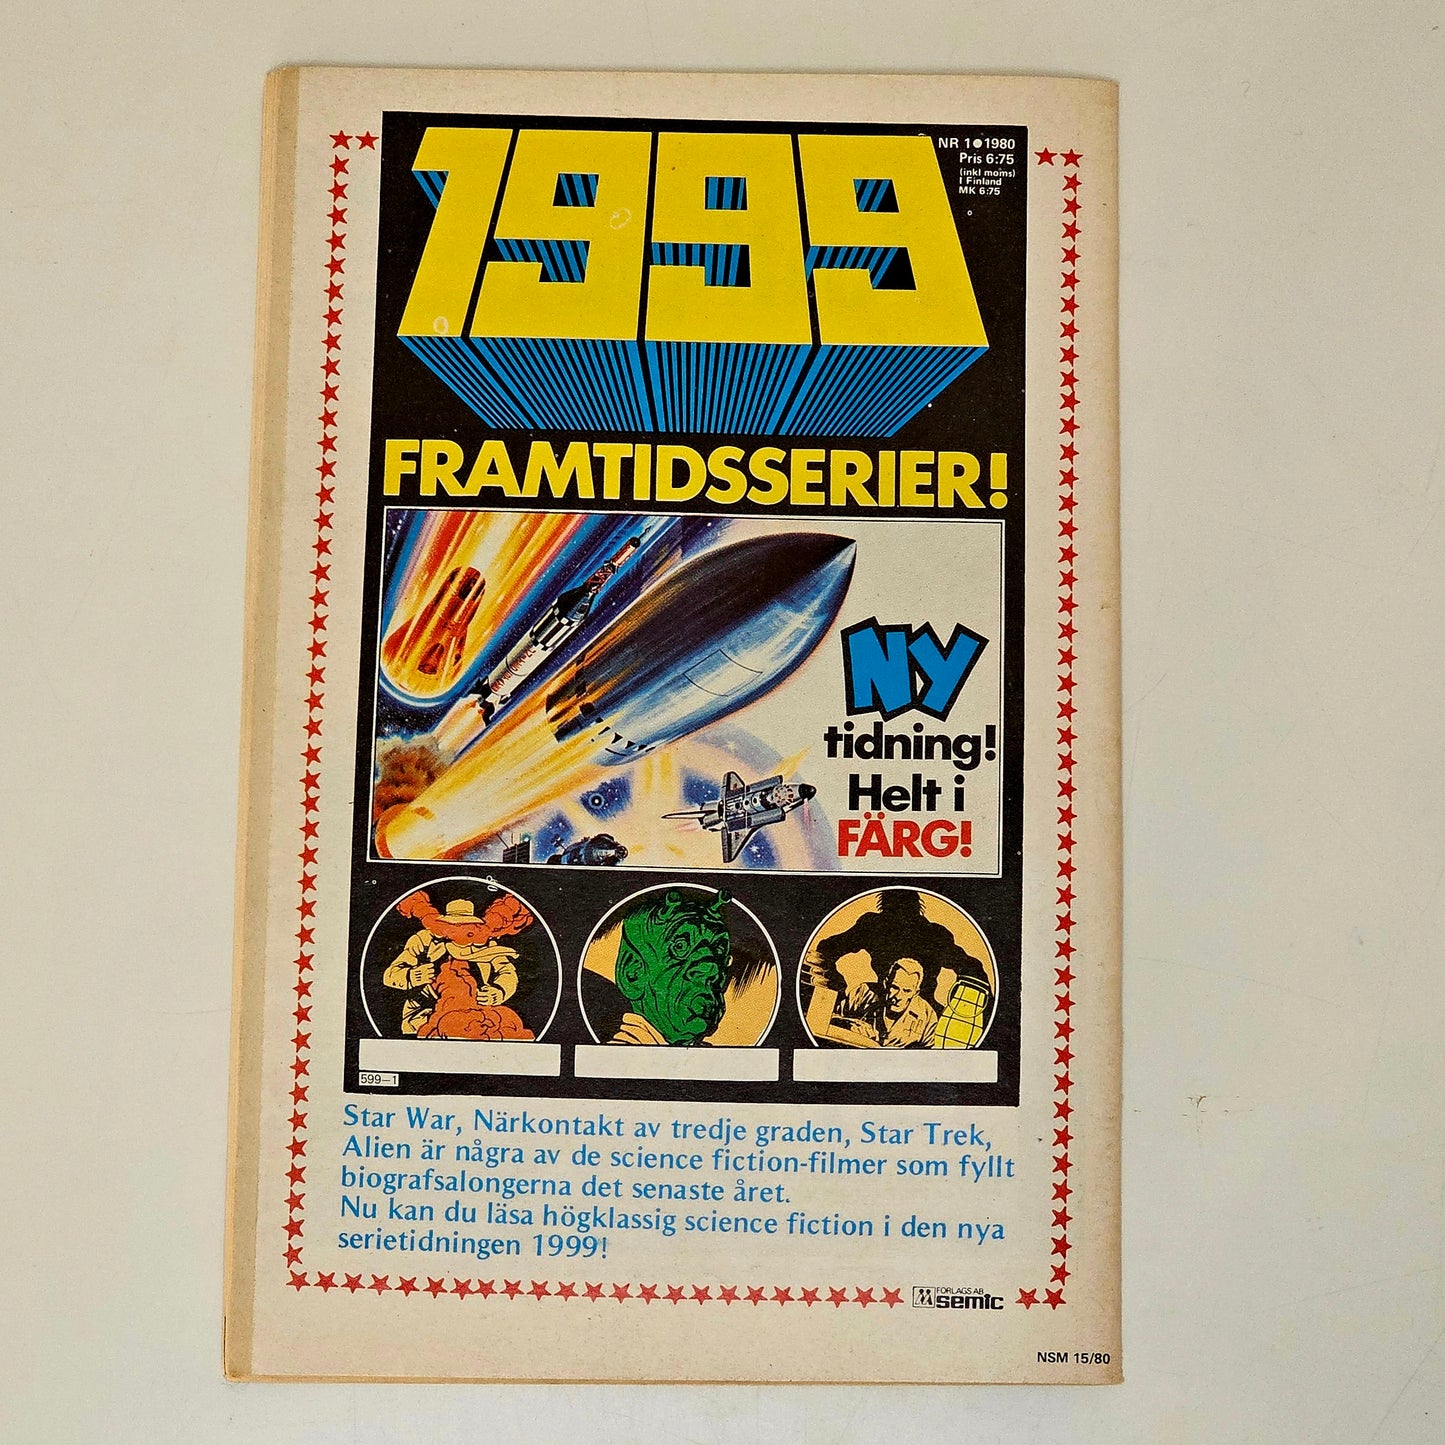 1999
NR 1●1980
Pris 6:75
(inkl moms)
I Finland
MK 6:75
FRAMTIDSSERIER!
NY
tidning!
Helt i
FÄRG!
599-1
Star War, Närkontakt av tredje graden, Star Trek,
Alien är några av de science fiction-filmer som fyllt
biografsalongerna det senaste året.
Nu kan du läsa högklassig science fiction i den nya
serietidningen 1999!
FÖRLAGS AB
semic
NSM 15/80